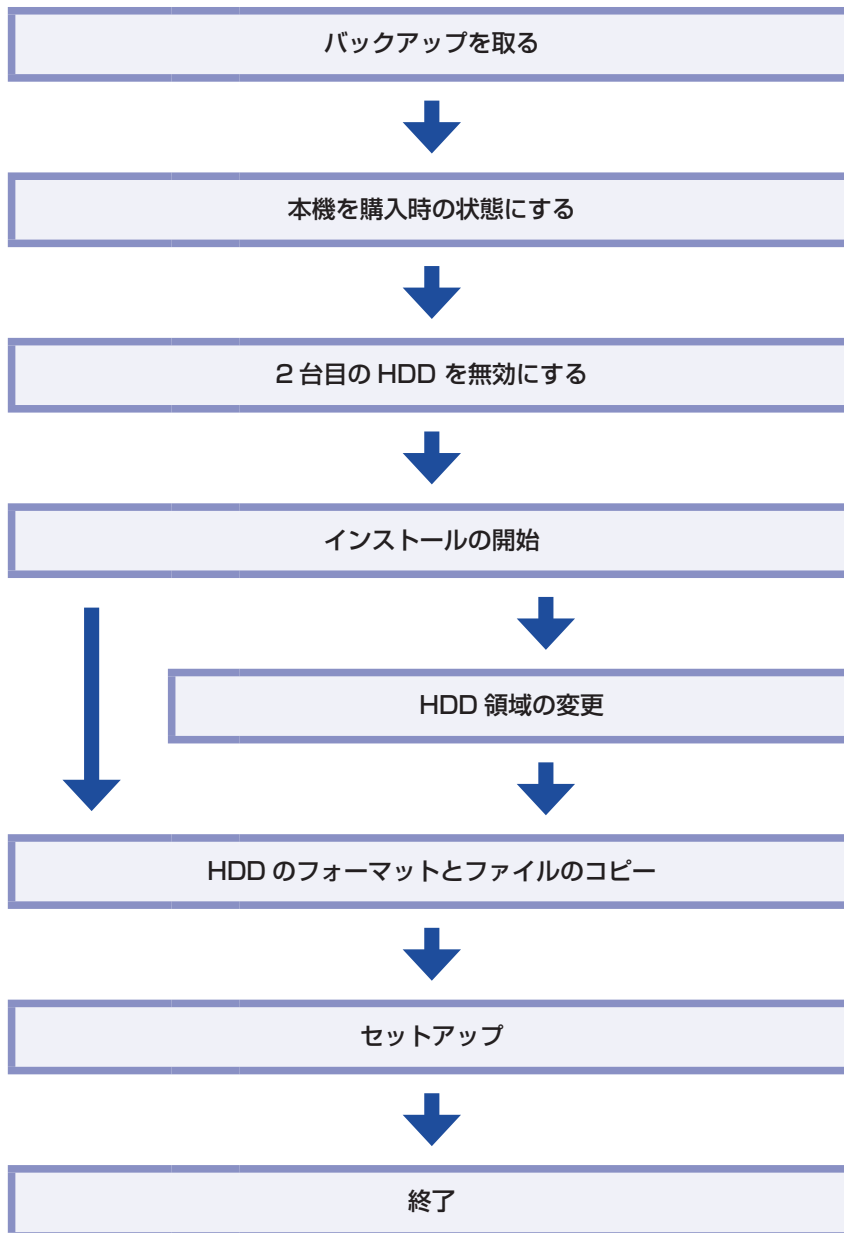 バックアップを取る
本機を購入時の状態にする
2台目の HDD を無効にする
インストールの開始
HDD 領域の変更
HDD のフォーマットとファイルのコピー
セットアップ
終了